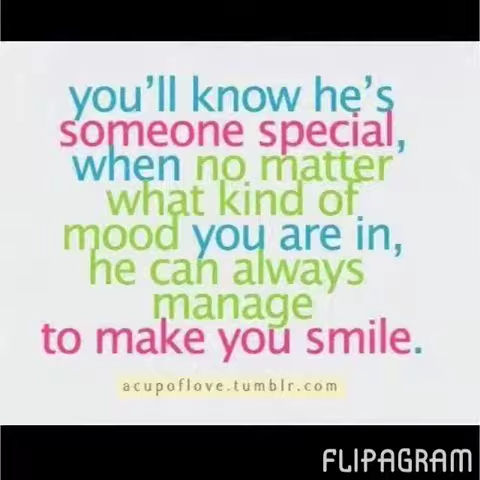 you'll know he's
someone special,
when no matter
what kind of
mood you are in,
he can always
manage
to make you smile.
acupoflove.tumblr.com
FLIPAGRAM